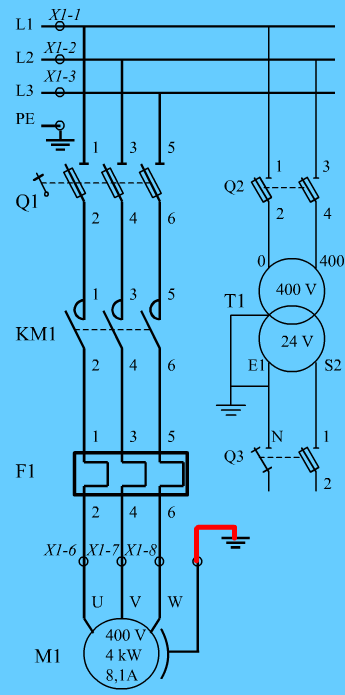 L1 X1-1
L2 X1-2
L3 X1-3
PE
1 3 5 1 3
Q1 Q2
2 4 6 2 4
0 400
400 V
T1
1 3 5
KM1 24 V
2 4 6 E1 S2
1 3 5 N 1
F1 Q3
2 4 6 2
X1-6 X1-7 X1-8
U V W
400 V
M1 4 kW
8,1A